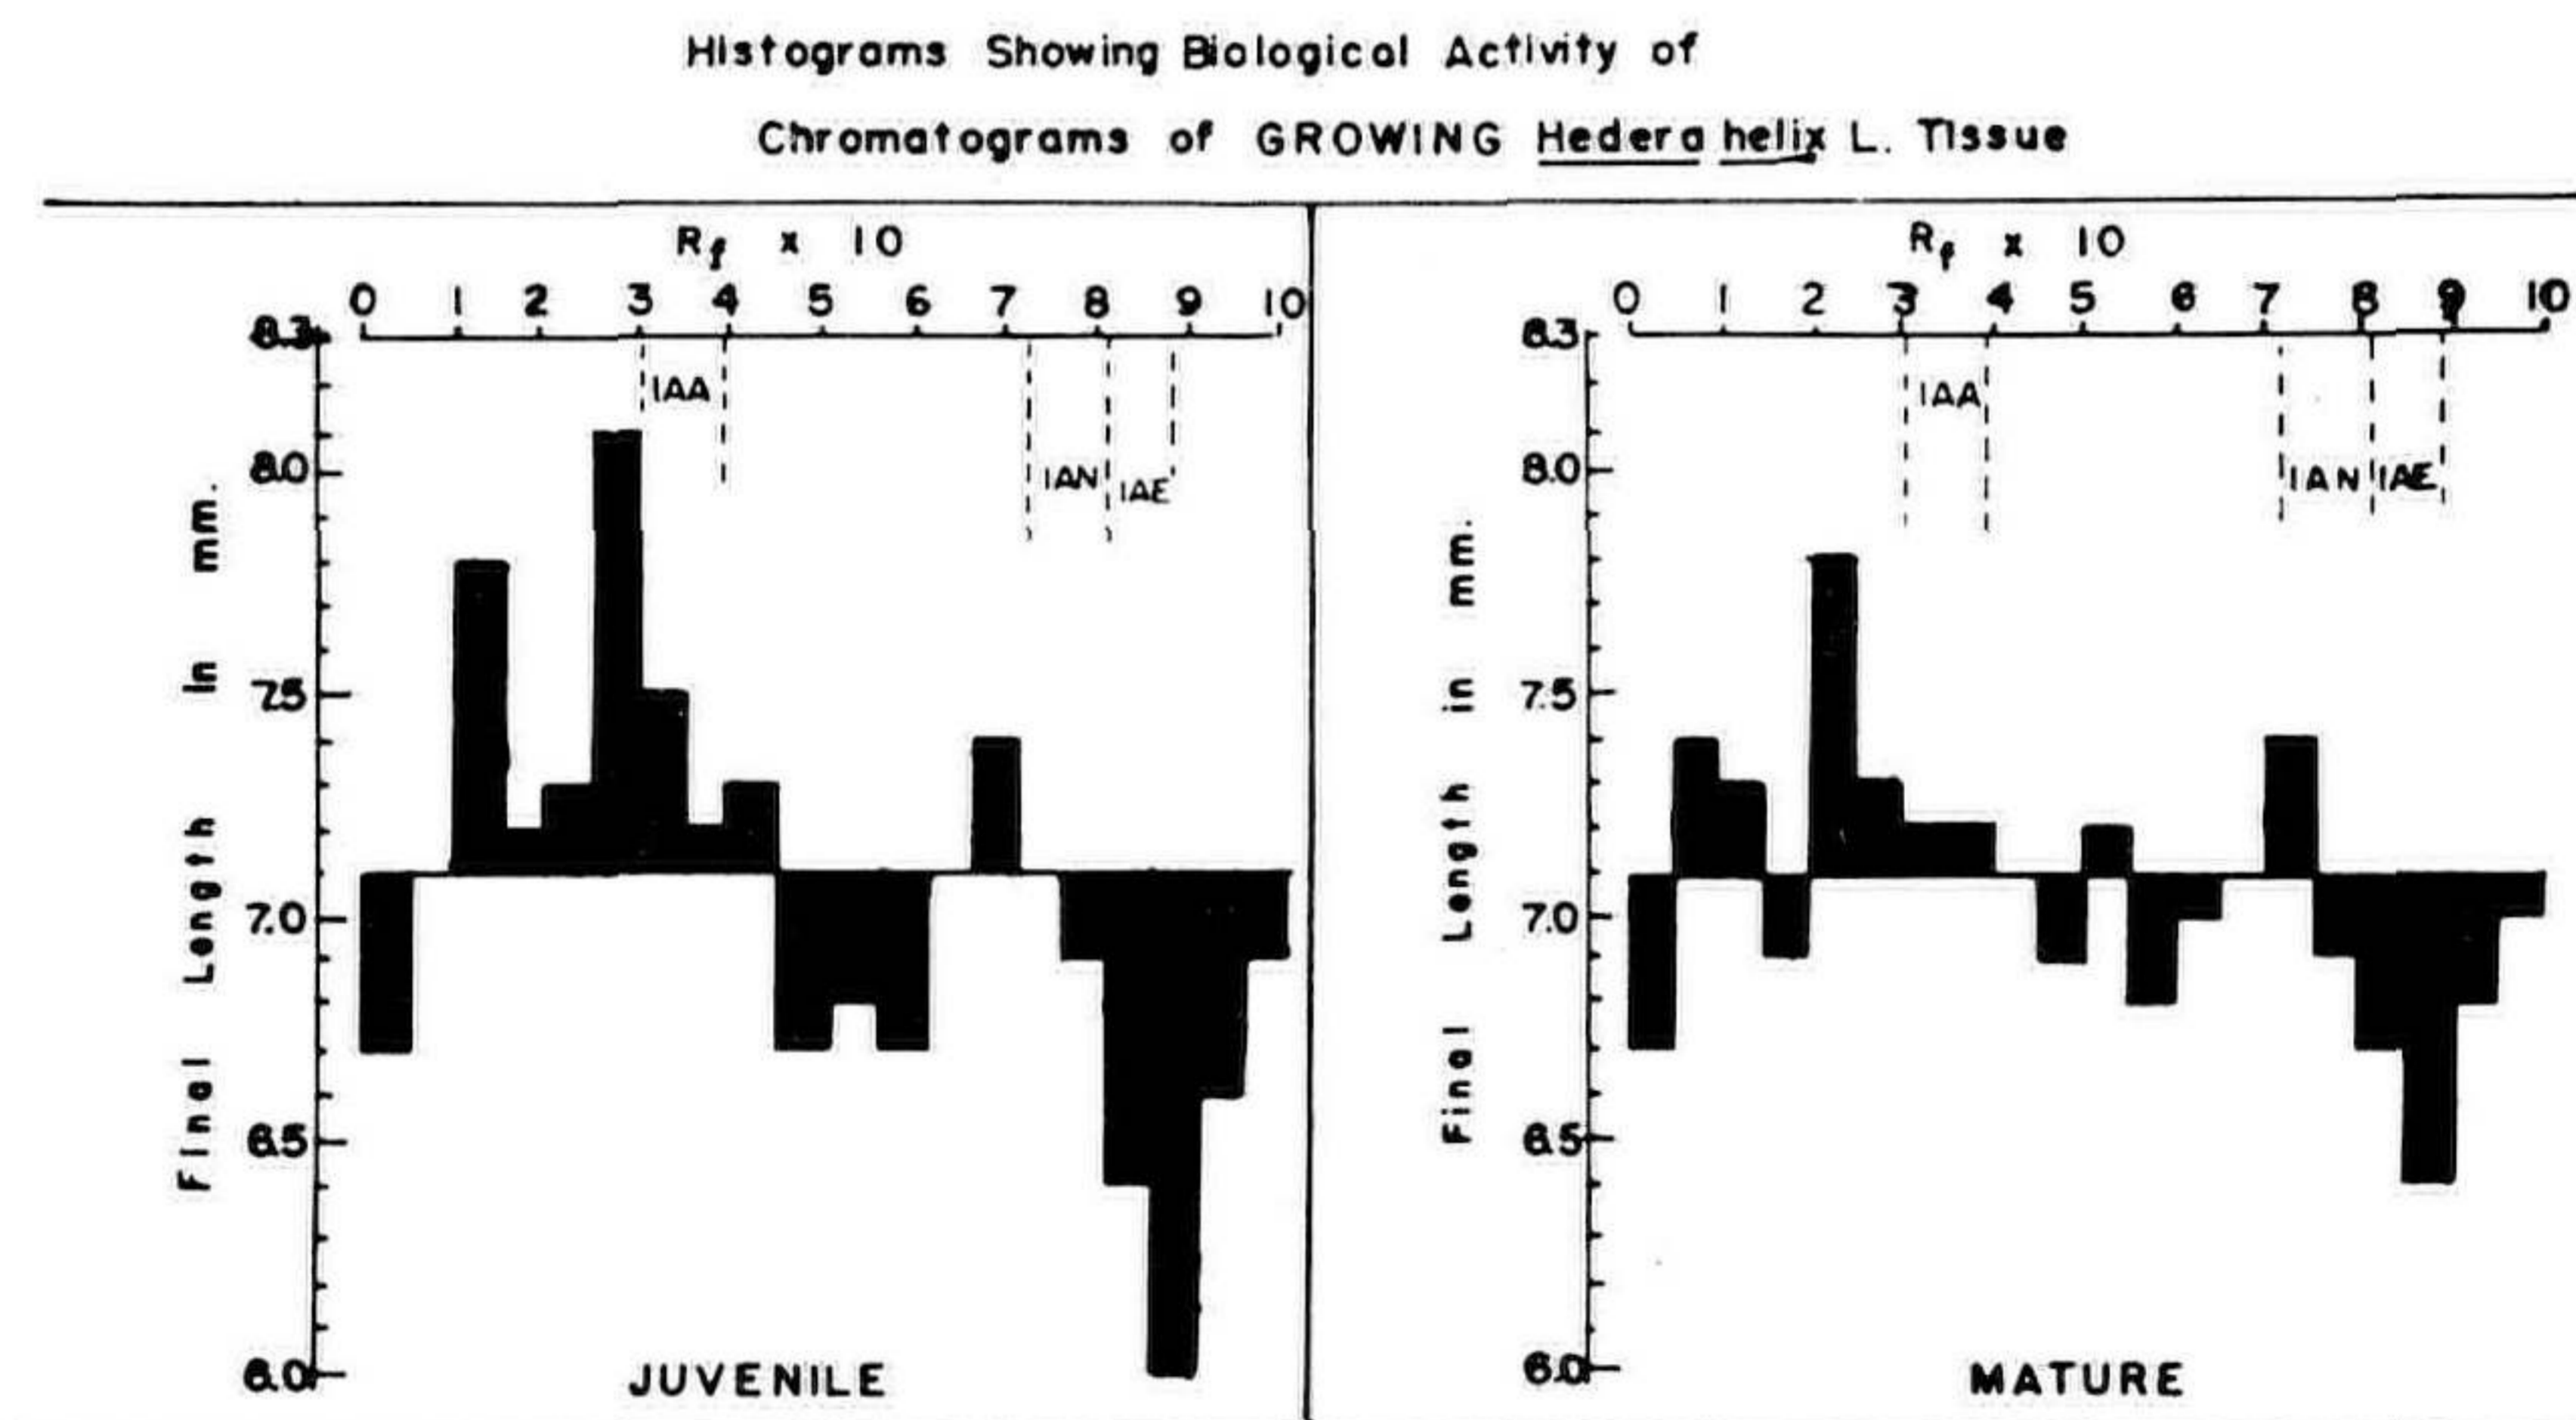 Histograms Showing Biological Activity of
Chromatograms of GROWING Hedera helix L. Tissue
Rf x 10
0 1 2 3 4 5 6 7 8 9 10
8.3
8.0
7.5
7.0
6.5
6.0
Final Length In mm.
IAA
IAN
IAE
JUVENILE
Rf x 10
0 1 2 3 4 5 6 7 8 9 10
8.3
8.0
7.5
7.0
6.5
6.0
Final Length in mm.
IAA
IAN
IAE
MATURE